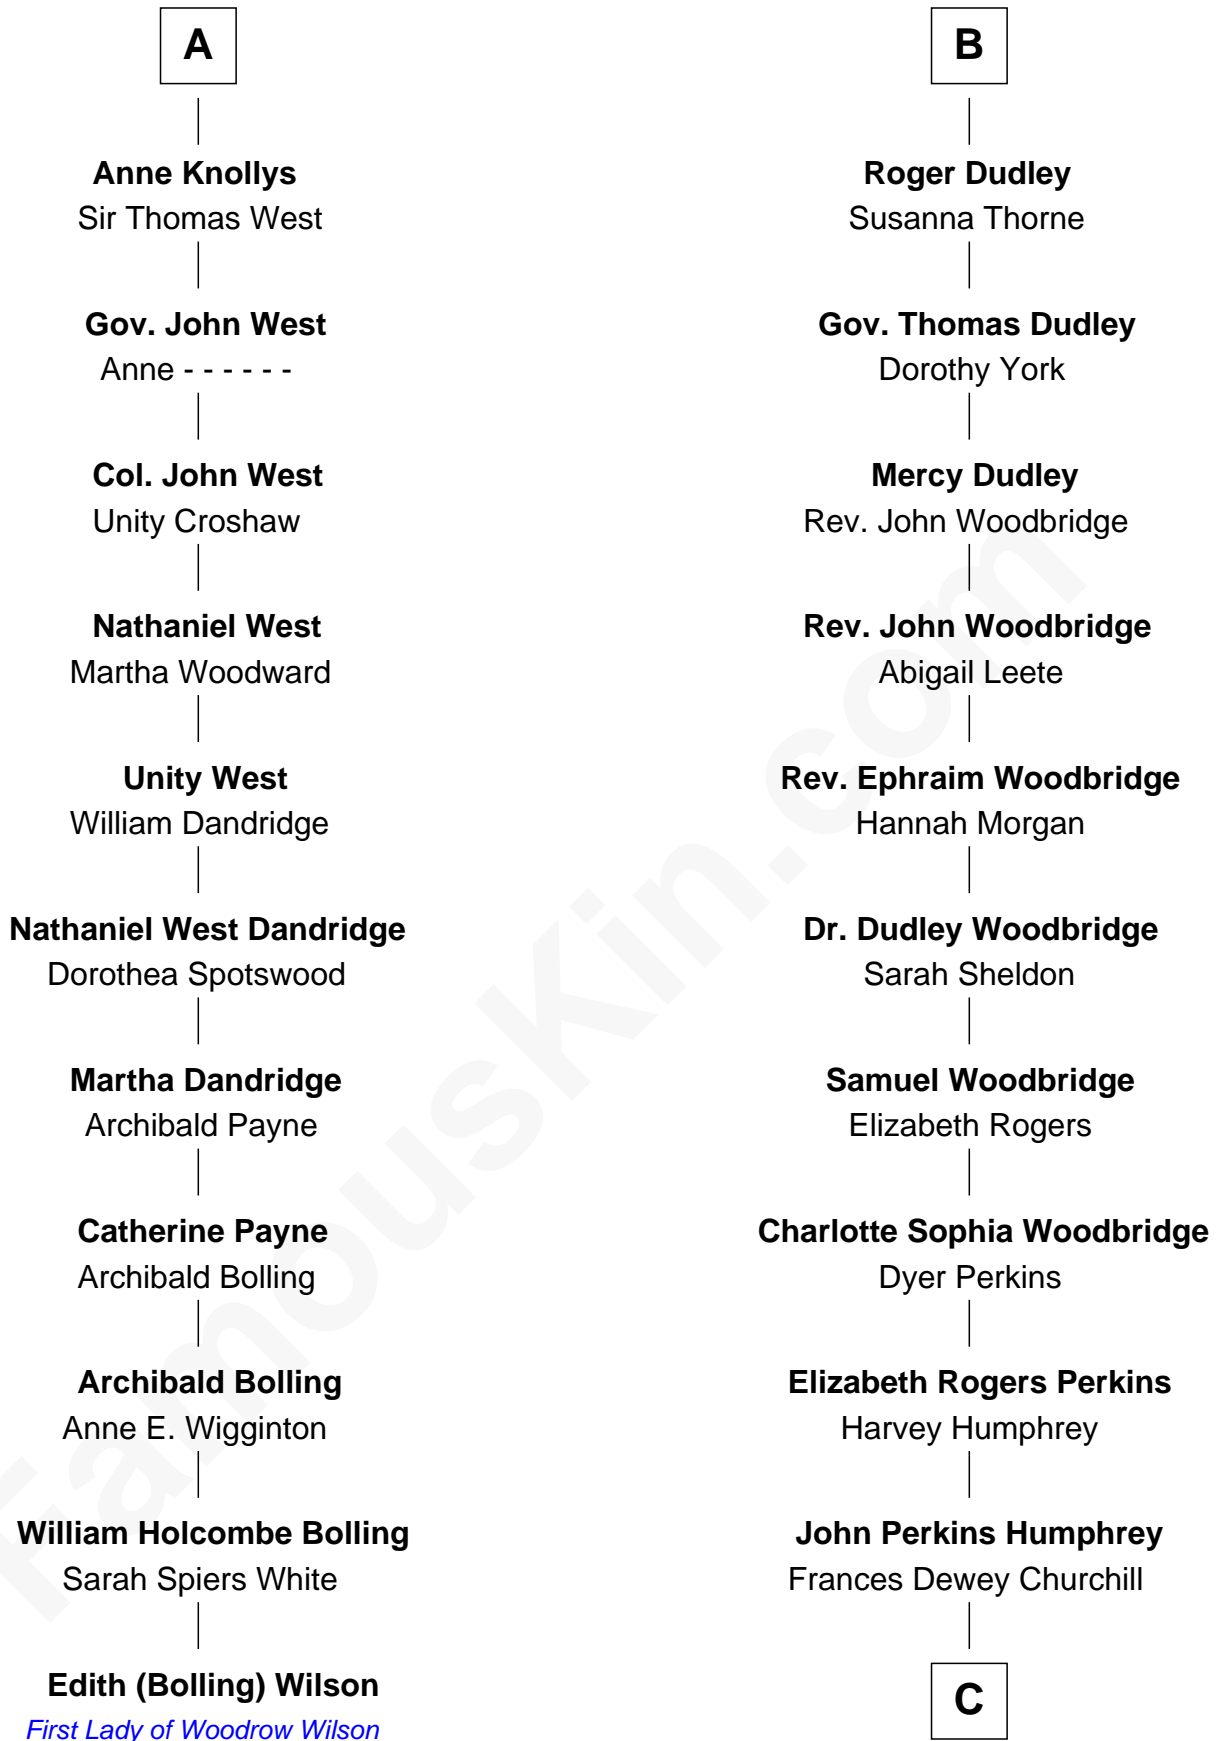 A
Anne Knollys
Sir Thomas West
Gov. John West
Anne - - - - - -
Col. John West
Unity Croshaw
Nathaniel West
Martha Woodward
Unity West
William Dandridge
Nathaniel West Dandridge
Dorothea Spotswood
Martha Dandridge
Archibald Payne
Catherine Payne
Archibald Bolling
Archibald Bolling
Anne E. Wigginton
William Holcombe Bolling
Sarah Spiers White
Edith (Bolling) Wilson
First Lady of Woodrow Wilson
B
Roger Dudley
Susanna Thorne
Gov. Thomas Dudley
Dorothy York
Mercy Dudley
Rev. John Woodbridge
Rev. John Woodbridge
Abigail Leete
Rev. Ephraim Woodbridge
Hannah Morgan
Dr. Dudley Woodbridge
Sarah Sheldon
Samuel Woodbridge
Elizabeth Rogers
Charlotte Sophia Woodbridge
Dyer Perkins
Elizabeth Rogers Perkins
Harvey Humphrey
John Perkins Humphrey
Frances Dewey Churchill
C
FamousKin.com